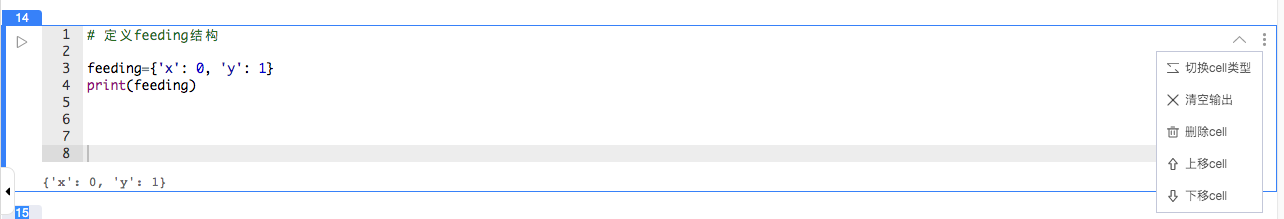 14
1 # 定义feeding结构
2
3 feeding={'x': 0, 'y': 1}
4 print(feeding)
5
6
7
8
切换cell类型
清空输出
删除cell
上移cell
下移cell
{'x': 0, 'y': 1}
15